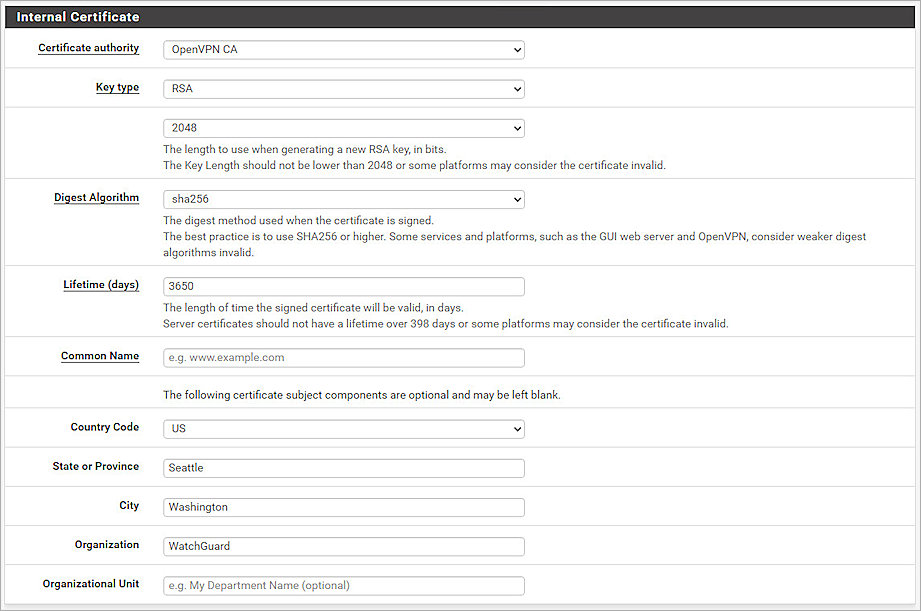 Internal Certificate
Certificate authority
OpenVPN CA
Key type
RSA
2048
The length to use when generating a new RSA key, in bits.
The Key Length should not be lower than 2048 or some platforms may consider the certificate invalid.
Digest Algorithm
sha256
The digest method used when the certificate is signed.
The best practice is to use SHA256 or higher. Some services and platforms, such as the GUI web server and OpenVPN, consider weaker digest
algorithms invalid.
Lifetime (days)
3650
The length of time the signed certificate will be valid, in days.
Server certificates should not have a lifetime over 398 days or some platforms may consider the certificate invalid.
Common Name
e.g. www.example.com
The following certificate subject components are optional and may be left blank.
Country Code
US
State or Province
Seattle
City
Washington
Organization
WatchGuard
Organizational Unit
e.g. My Department Name (optional)